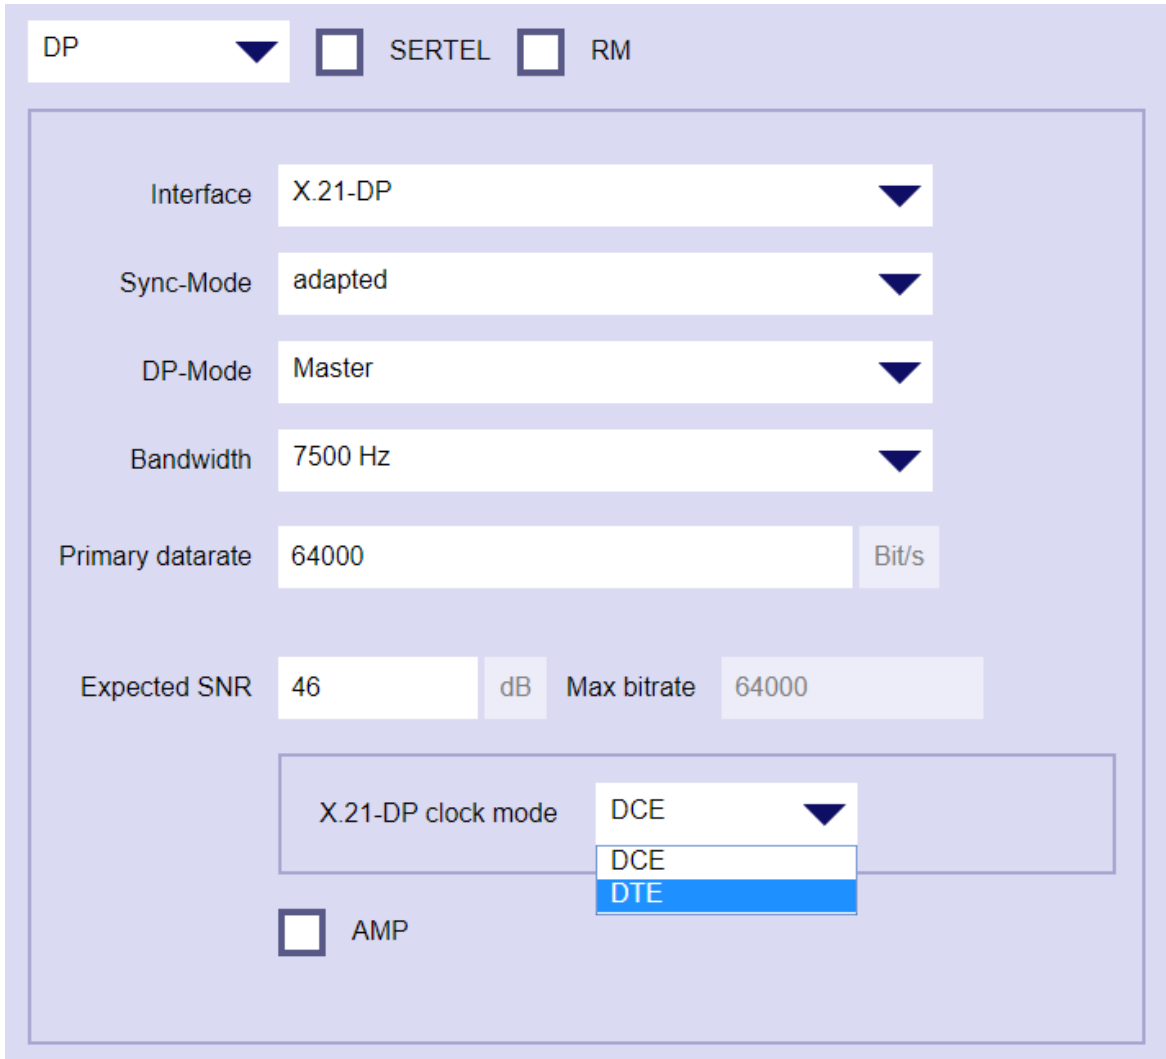 DP SERTEL RM
Interface X.21-DP
Sync-Mode adapted
DP-Mode Master
Bandwidth 7500 Hz
Primary datarate 64000 Bit/s
Expected SNR 46 dB Max bitrate 64000
X.21-DP clock mode DCE
DCE
DTE
AMP